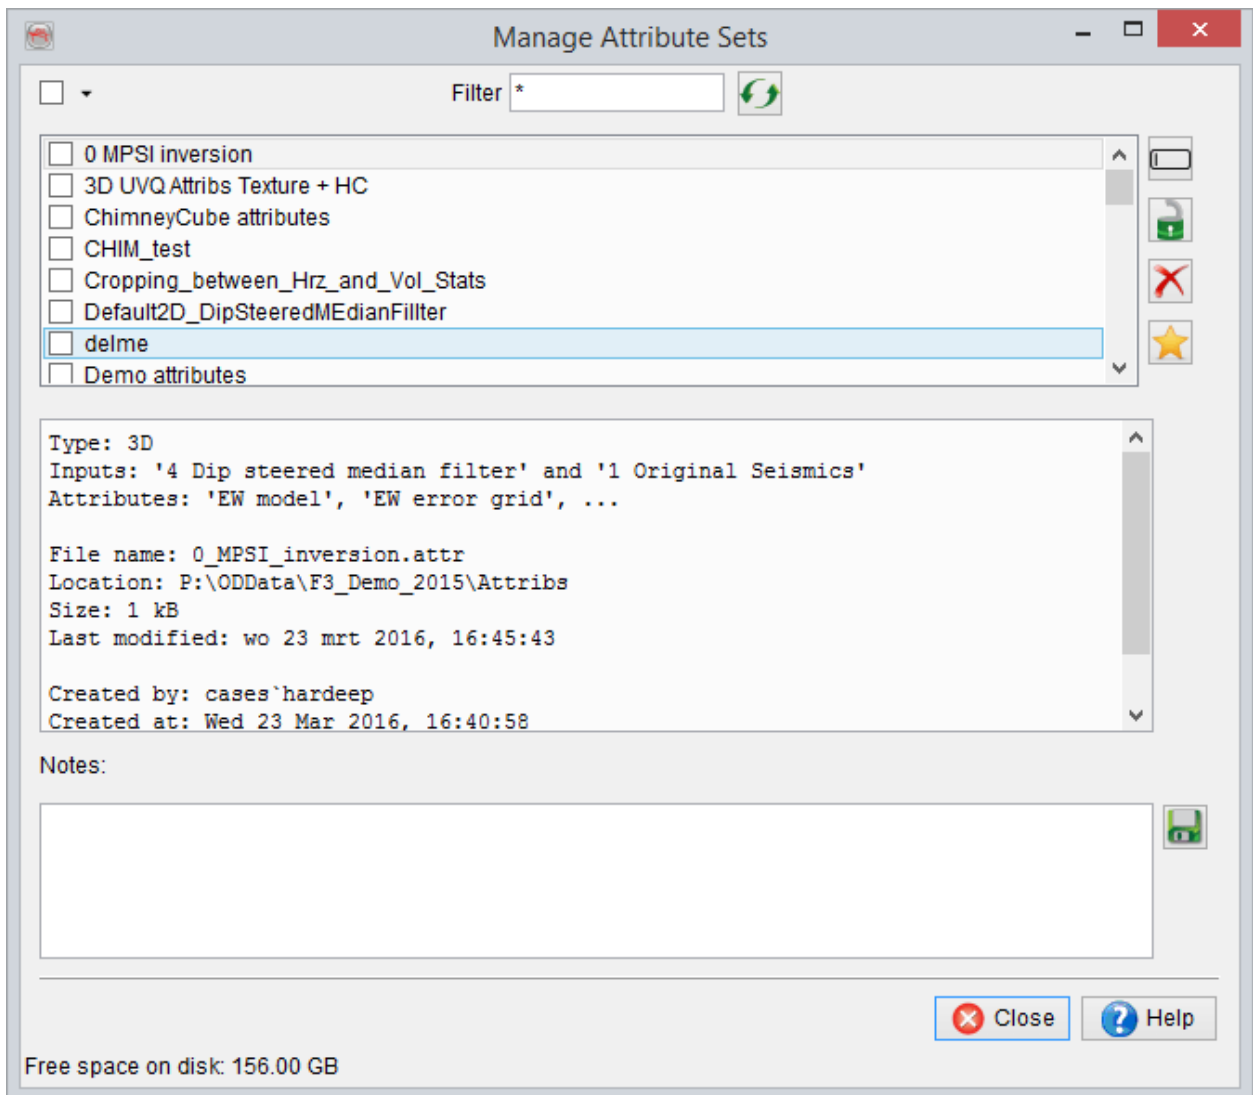 Manage Attribute Sets
Filter *
0 MPSI inversion
3D UVQ Attribs Texture + HC
ChimneyCube attributes
CHIM_test
Cropping_between_Hrz_and_Vol_Stats
Default2D_DipSteeredMEdianFillter
delme
Demo attributes
Type: 3D
Inputs: '4 Dip steered median filter' and '1 Original Seismics'
Attributes: 'EW model', 'EW error grid', ...
File name: 0_MPSI_inversion.attr
Location: P:\ODData\F3_Demo_2015\Attribs
Size: 1 kB
Last modified: wo 23 mrt 2016, 16:45:43
Created by: cases`hardeep
Created at: Wed 23 Mar 2016, 16:40:58
Notes:
Close Help
Free space on disk: 156.00 GB